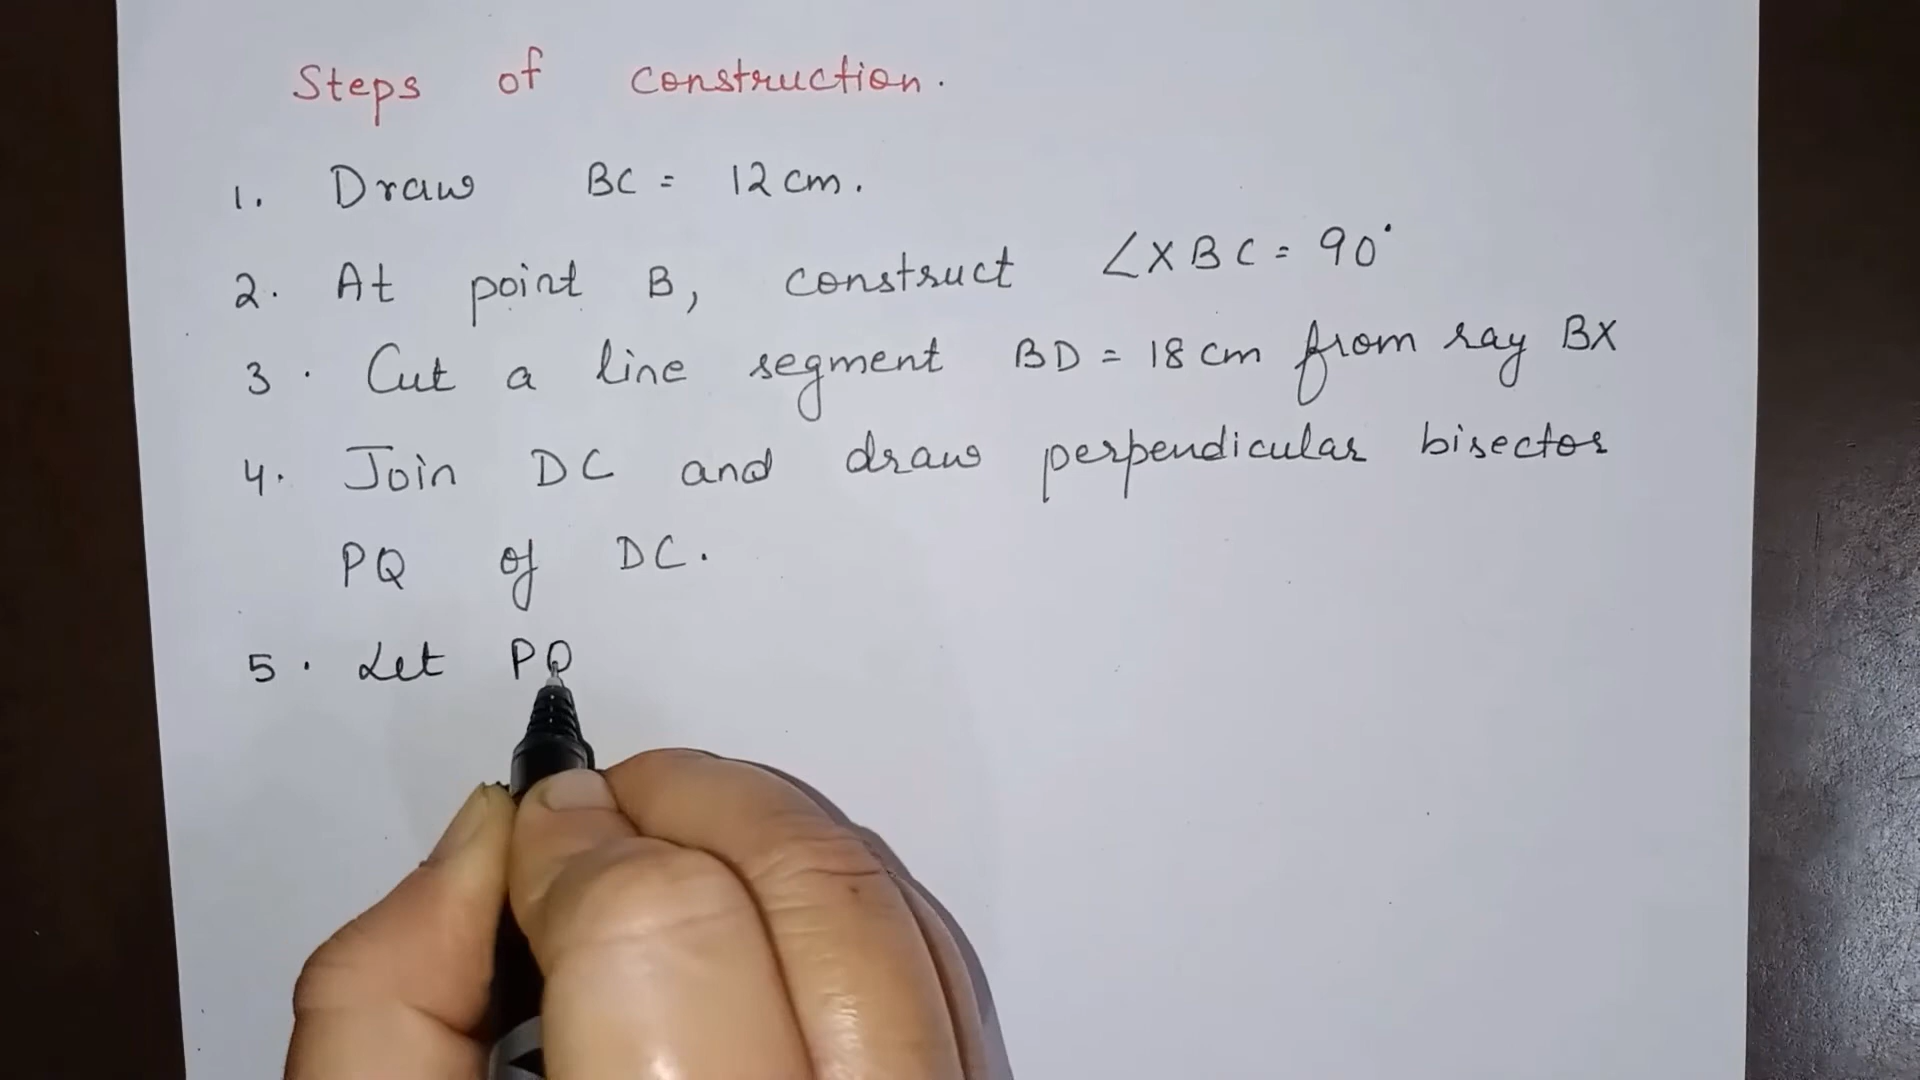 Steps of construction.
1. Draw BC = 12 cm.
2. At point B, construct ∠XBC = 90°
3. Cut a line segment BD = 18 cm from ray BX
4. Join DC and draw perpendicular bisector
PQ of DC.
5. Let PQ